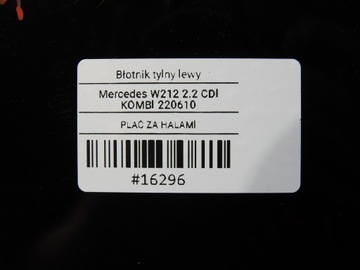 Błotnik tylny lewy
Mercedes W212 2.2 CDI
KOMBI 220610
PLAC ZA HALAMI
#16296